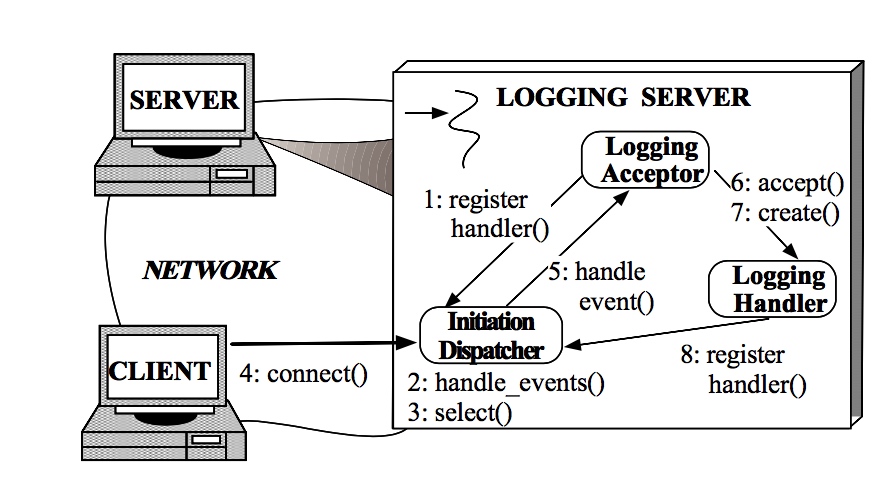 SERVER
LOGGING SERVER
Logging
Acceptor
1: register
handler()
6: accept()
7: create()
NETWORK
5: handle
event()
Logging
Handler
Initiation
Dispatcher
CLIENT
4: connect()
2: handle_events()
3: select()
8: register
handler()